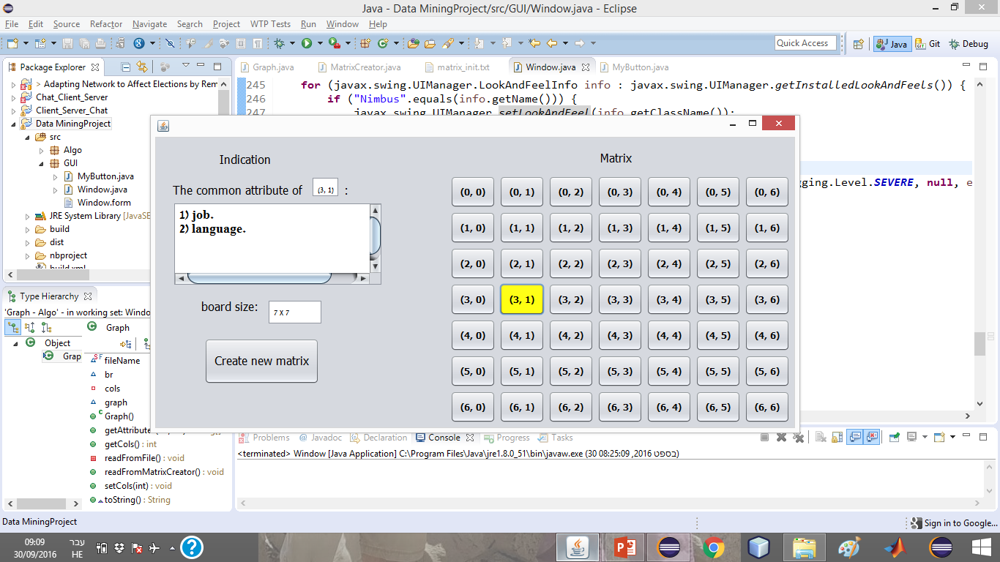 Java - Data MiningProject/src/GUI/Window.java - Eclipse
File Edit Source Refactor Navigate Search Project WTP Tests Run Window Help
Quick Access Java Git Debug
Package Explorer
> Adapting Network to Affect Elections by Rem
Chat_Client_Server
Client_Server_Chat
Data MiningProject
src
Algo
GUI
MyButton.java
Window.java
Window.form
JRE System Library [JavaSE
build
dist
nbproject
build.xml
Type Hierarchy
'Graph - Algo' - in working set: Windo
Graph
Object
Grap
fileName
br
cols
graph
Graph()
getCols() : int
readFromFile() : void
readFromMatrixCreator() : void
setCols(int) : void
toString() : String
Graph.java MatrixCreator.java matrix_init.txt Window.java MyButton.java
245 for (javax.swing.UIManager.LookAndFeelInfo info : javax.swing.UIManager.getInstalledLookAndFeels()) {
246 if ("Nimbus".equals(info.getName())) {
247 javax.swing.UIManager.setLookAndFeel(info.getClassName());
gging.Level.SEVERE, null, e
Indication
The common attribute of (3, 1) :
1) job.
2) language.
board size: 7 X 7
Create new matrix
Matrix
(0, 0) (0, 1) (0, 2) (0, 3) (0, 4) (0, 5) (0, 6)
(1, 0) (1, 1) (1, 2) (1, 3) (1, 4) (1, 5) (1, 6)
(2, 0) (2, 1) (2, 2) (2, 3) (2, 4) (2, 5) (2, 6)
(3, 0) (3, 1) (3, 2) (3, 3) (3, 4) (3, 5) (3, 6)
(4, 0) (4, 1) (4, 2) (4, 3) (4, 4) (4, 5) (4, 6)
(5, 0) (5, 1) (5, 2) (5, 3) (5, 4) (5, 5) (5, 6)
(6, 0) (6, 1) (6, 2) (6, 3) (6, 4) (6, 5) (6, 6)
Problems Javadoc Declaration Console Progress Tasks
<terminated> Window [Java Application] C:\Program Files\Java\jre1.8.0_51\bin\javaw.exe (30 בספט 2016, 08:25:09)
Data MiningProject
Sign in to Google...
09:09
30/09/2016
עבר
HE